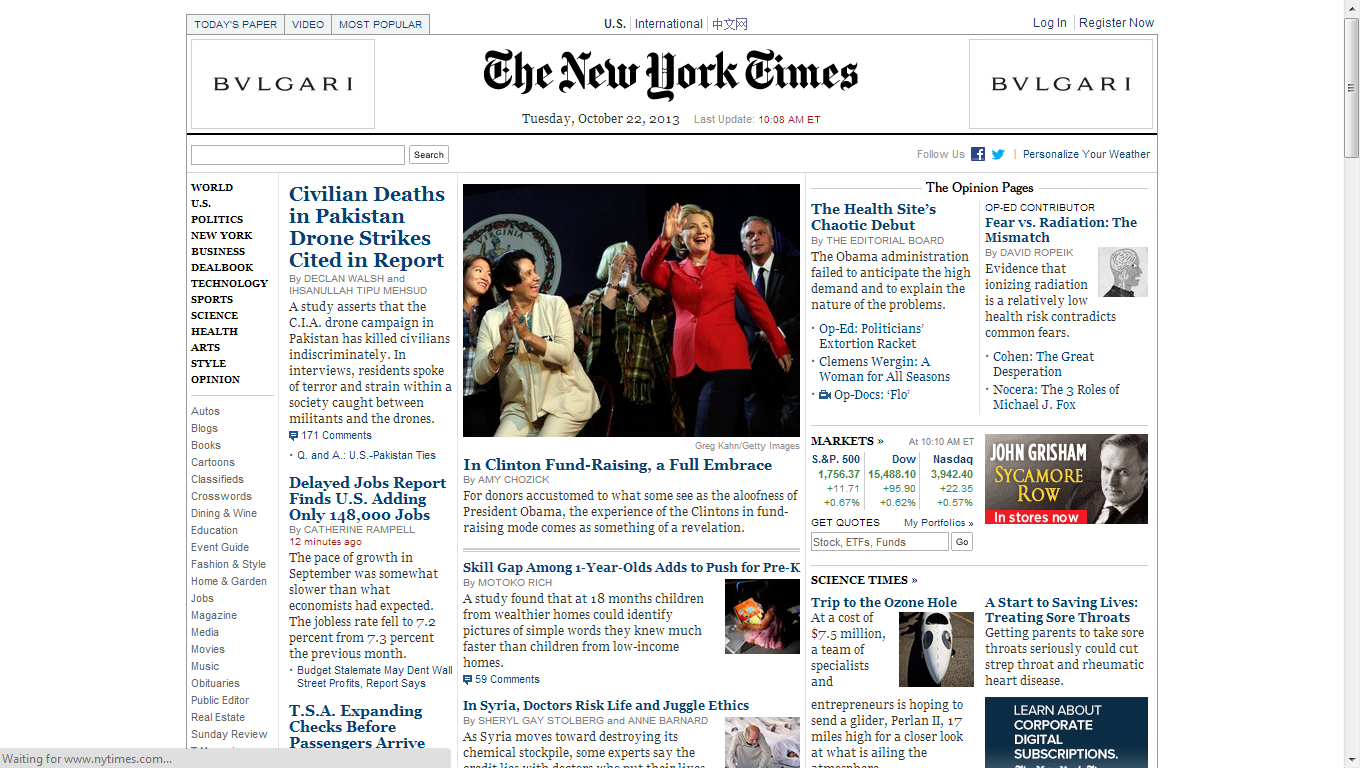 TODAY'S PAPER
VIDEO
MOST POPULAR
U.S.
International
中文网
Log In
Register Now
BVLGARI
The New York Times
BVLGARI
Tuesday, October 22, 2013
Last Update: 10:08 AM ET
Search
Follow Us
Personalize Your Weather
WORLD
U.S.
POLITICS
NEW YORK
BUSINESS
DEALBOOK
TECHNOLOGY
SPORTS
SCIENCE
HEALTH
ARTS
STYLE
OPINION
Autos
Blogs
Books
Cartoons
Classifieds
Crosswords
Dining & Wine
Education
Event Guide
Fashion & Style
Home & Garden
Jobs
Magazine
Media
Movies
Music
Obituaries
Public Editor
Real Estate
Sunday Review
Civilian Deaths
in Pakistan
Drone Strikes
Cited in Report
By DECLAN WALSH and
IHSANULLAH TIPU MEHSUD
A study asserts that the
C.I.A. drone campaign in
Pakistan has killed civilians
indiscriminately. In
interviews, residents spoke
of terror and strain within a
society caught between
militants and the drones.
171 Comments
• Q. and A.: U.S.-Pakistan Ties
Delayed Jobs Report
Finds U.S. Adding
Only 148,000 Jobs
By CATHERINE RAMPELL
12 minutes ago
The pace of growth in
September was somewhat
slower than what
economists had expected.
The jobless rate fell to 7.2
percent from 7.3 percent
the previous month.
• Budget Stalemate May Dent Wall
Street Profits, Report Says
T.S.A. Expanding
Checks Before
Passengers Arrive
Greg Kahn/Getty Images
In Clinton Fund-Raising, a Full Embrace
By AMY CHOZICK
For donors accustomed to what some see as the aloofness of
President Obama, the experience of the Clintons in fund-
raising mode comes as something of a revelation.
Skill Gap Among 1-Year-Olds Adds to Push for Pre-K
By MOTOKO RICH
A study found that at 18 months children
from wealthier homes could identify
pictures of simple words they knew much
faster than children from low-income
homes.
59 Comments
In Syria, Doctors Risk Life and Juggle Ethics
By SHERYL GAY STOLBERG and ANNE BARNARD
As Syria moves toward destroying its
chemical stockpile, some experts say the
credit lies with doctors who put their lives
The Opinion Pages
The Health Site's
Chaotic Debut
By THE EDITORIAL BOARD
The Obama administration
failed to anticipate the high
demand and to explain the
nature of the problems.
• Op-Ed: Politicians'
Extortion Racket
• Clemens Wergin: A
Woman for All Seasons
• Op-Docs: 'Flo'
OP-ED CONTRIBUTOR
Fear vs. Radiation: The
Mismatch
By DAVID ROPEIK
Evidence that
ionizing radiation
is a relatively low
health risk contradicts
common fears.
• Cohen: The Great
Desperation
• Nocera: The 3 Roles of
Michael J. Fox
MARKETS »
At 10:10 AM ET
S.&P. 500
Dow
Nasdaq
1,756.37
15,488.10
3,942.40
+11.71
+95.90
+22.35
+0.67%
+0.62%
+0.57%
GET QUOTES
My Portfolios »
Stock, ETFs, Funds
Go
JOHN GRISHAM
SYCAMORE
ROW
In stores now
SCIENCE TIMES »
Trip to the Ozone Hole
At a cost of
$7.5 million,
a team of
specialists
and
entrepreneurs is hoping to
send a glider, Perlan II, 17
miles high for a closer look
at what is ailing the
atmosphere
A Start to Saving Lives:
Treating Sore Throats
Getting parents to take sore
throats seriously could cut
strep throat and rheumatic
heart disease.
LEARN ABOUT
CORPORATE
DIGITAL
SUBSCRIPTIONS.
Waiting for www.nytimes.com...